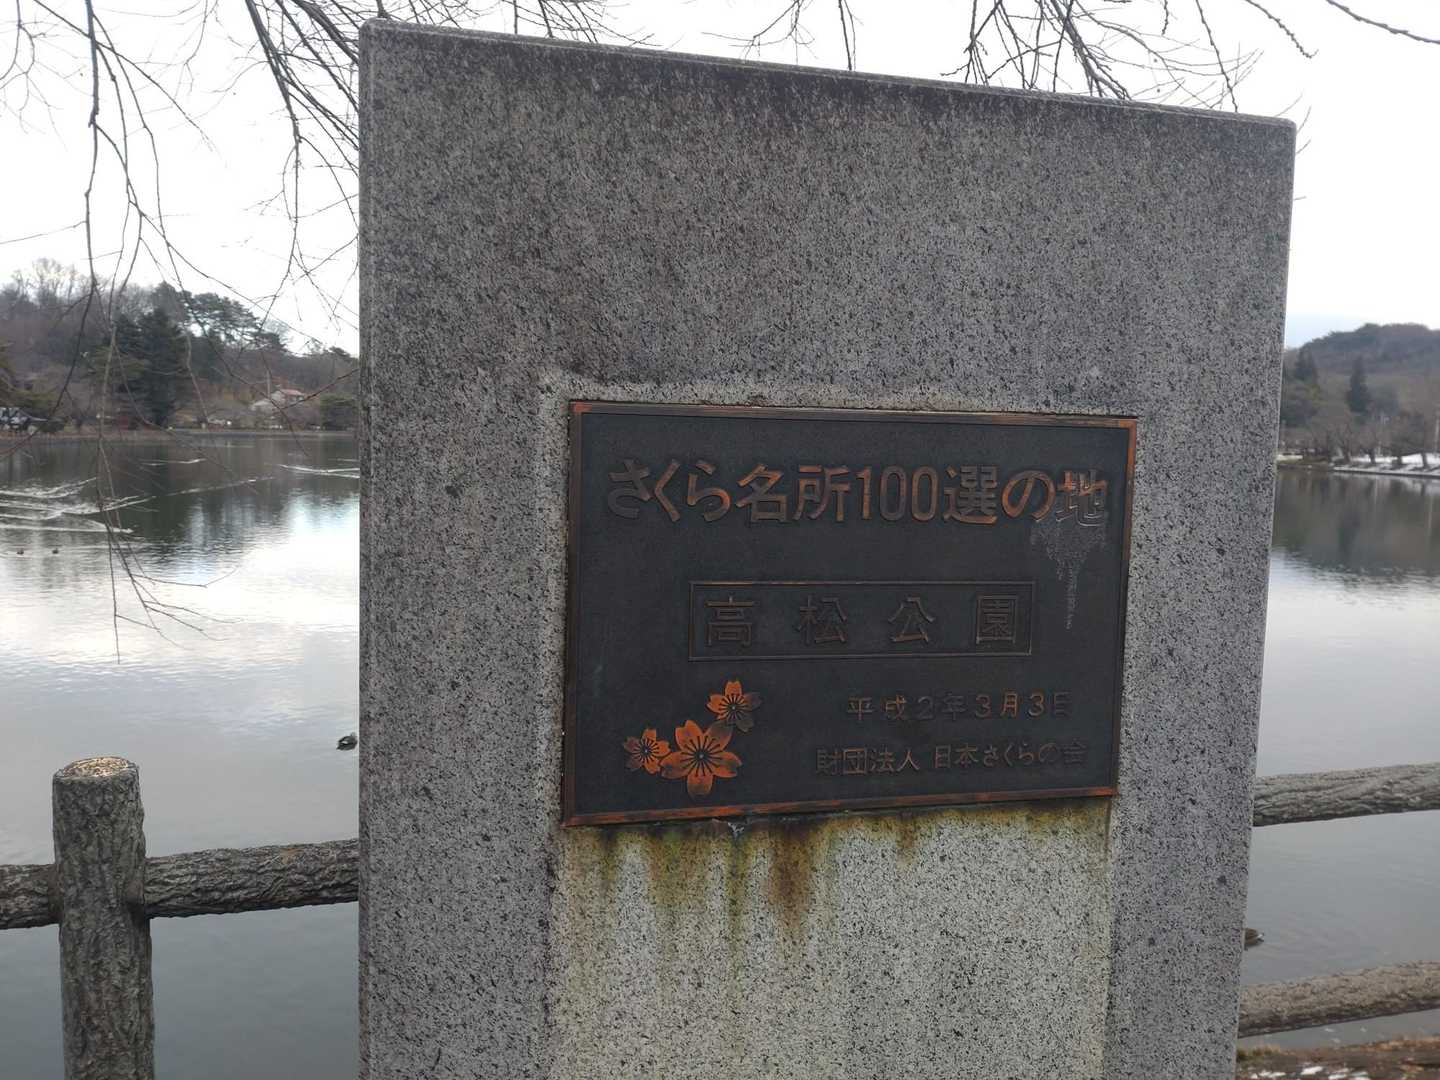 さくら名所100選の地
高松公園
平成2年3月3日
財団法人 日本さくらの会